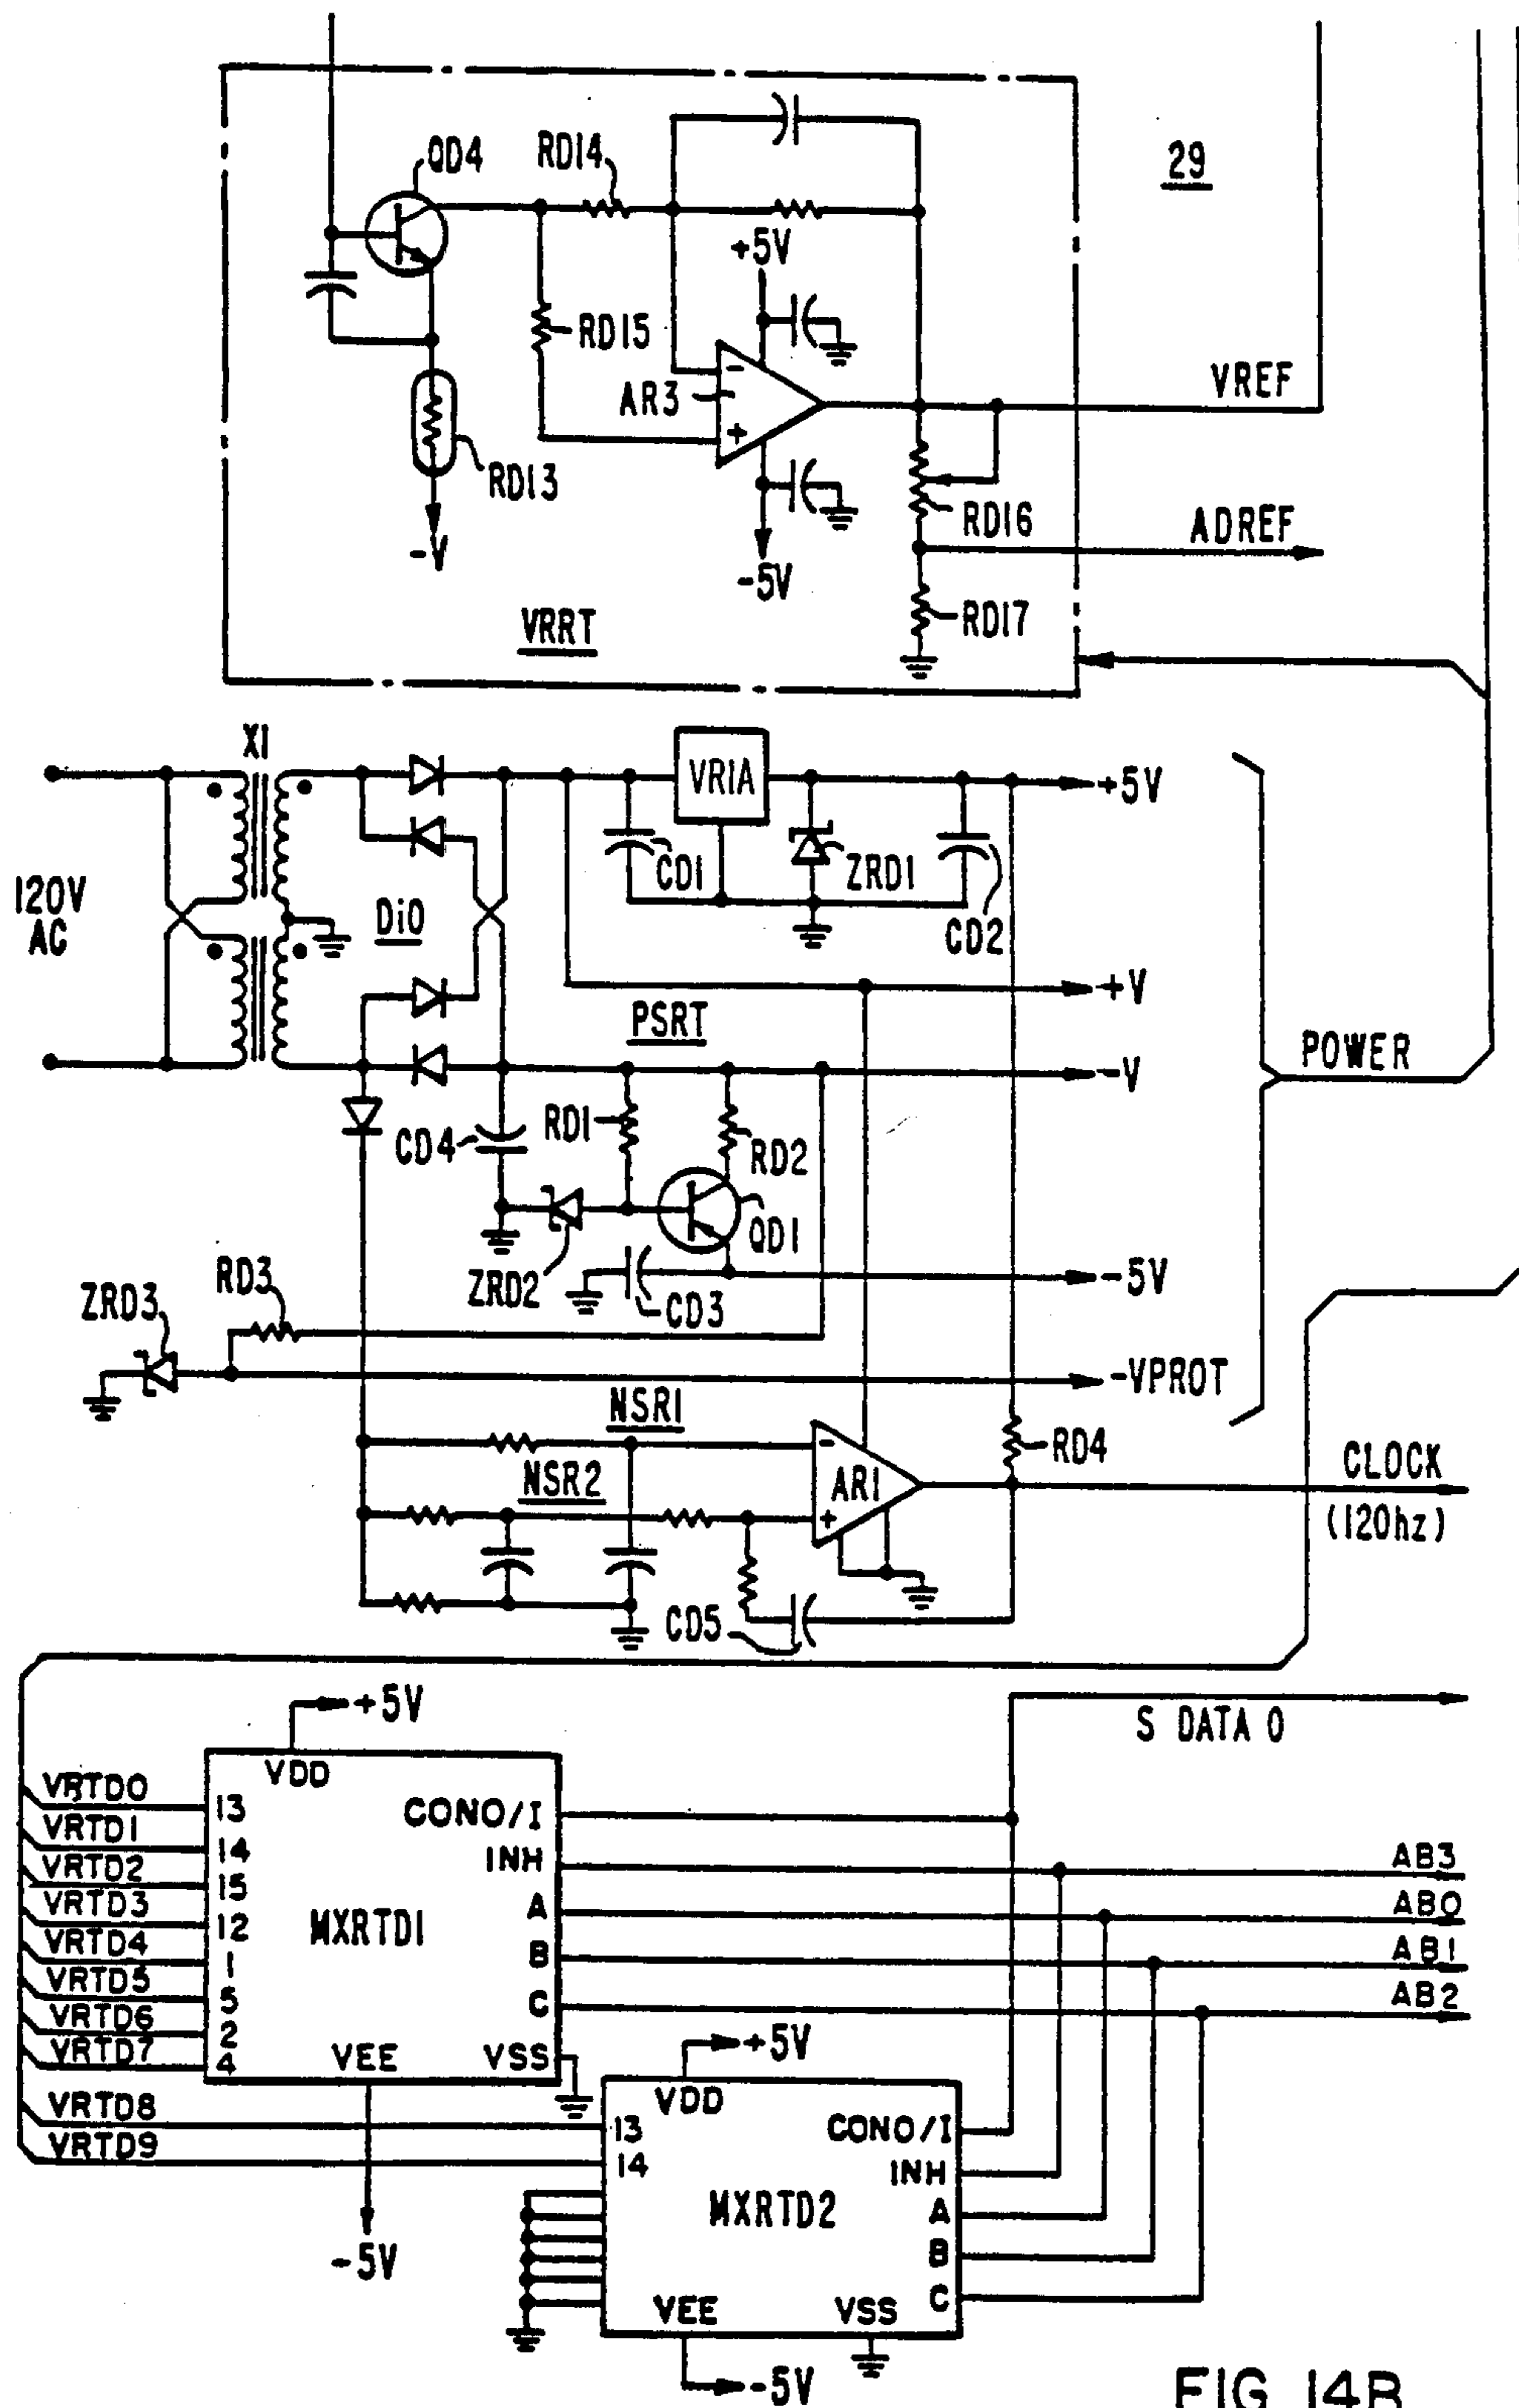 QD4
RD14
29
+5V
RD15
AR3
-
+
VREF
RD13
-V
RD16
ADREF
-5V
RD17
VRRT
X1
VR1A
+5V
CD1
ZRD1
CD2
120V
AC
Di0
+V
PSRT
POWER
-V
CD4
RD1
RD2
QD1
ZRD2
CD3
-5V
ZRD3
RD3
-VPROT
NSR1
-
RD4
NSR2
AR1
+
CLOCK
(120hz)
CD5
+5V
S DATA 0
VDD
VRTD0
13
CONO/I
VRTD1
14
INH
AB3
VRTD2
15
A
AB0
VRTD3
12
MXRTD1
VRTD4
1
B
AB1
VRTD5
5
C
AB2
VRTD6
2
VRTD7
4
VEE
VSS
+5V
VDD
VRTD8
13
CONO/I
VRTD9
14
INH
MXRTD2
A
B
-5V
C
VEE
VSS
-5V
FIG. 14B